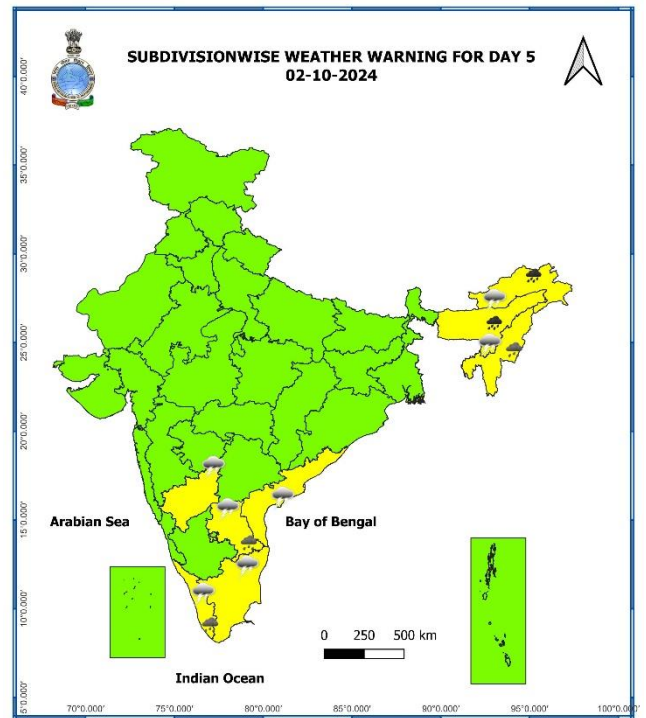 SUBDIVISIONWISE WEATHER WARNING FOR DAY 5
02-10-2024
40°0.000'
35°0.000'
30°0.000'
25°0.000'
20°0.000'
15°0.000'
10°0.000'
5°0.000'
Arabian Sea
Bay of Bengal
0 250 500 km
Indian Ocean
70°0.000' 75°0.000' 80°0.000' 85°0.000' 90°0.000' 95°0.000' 100°0.000'